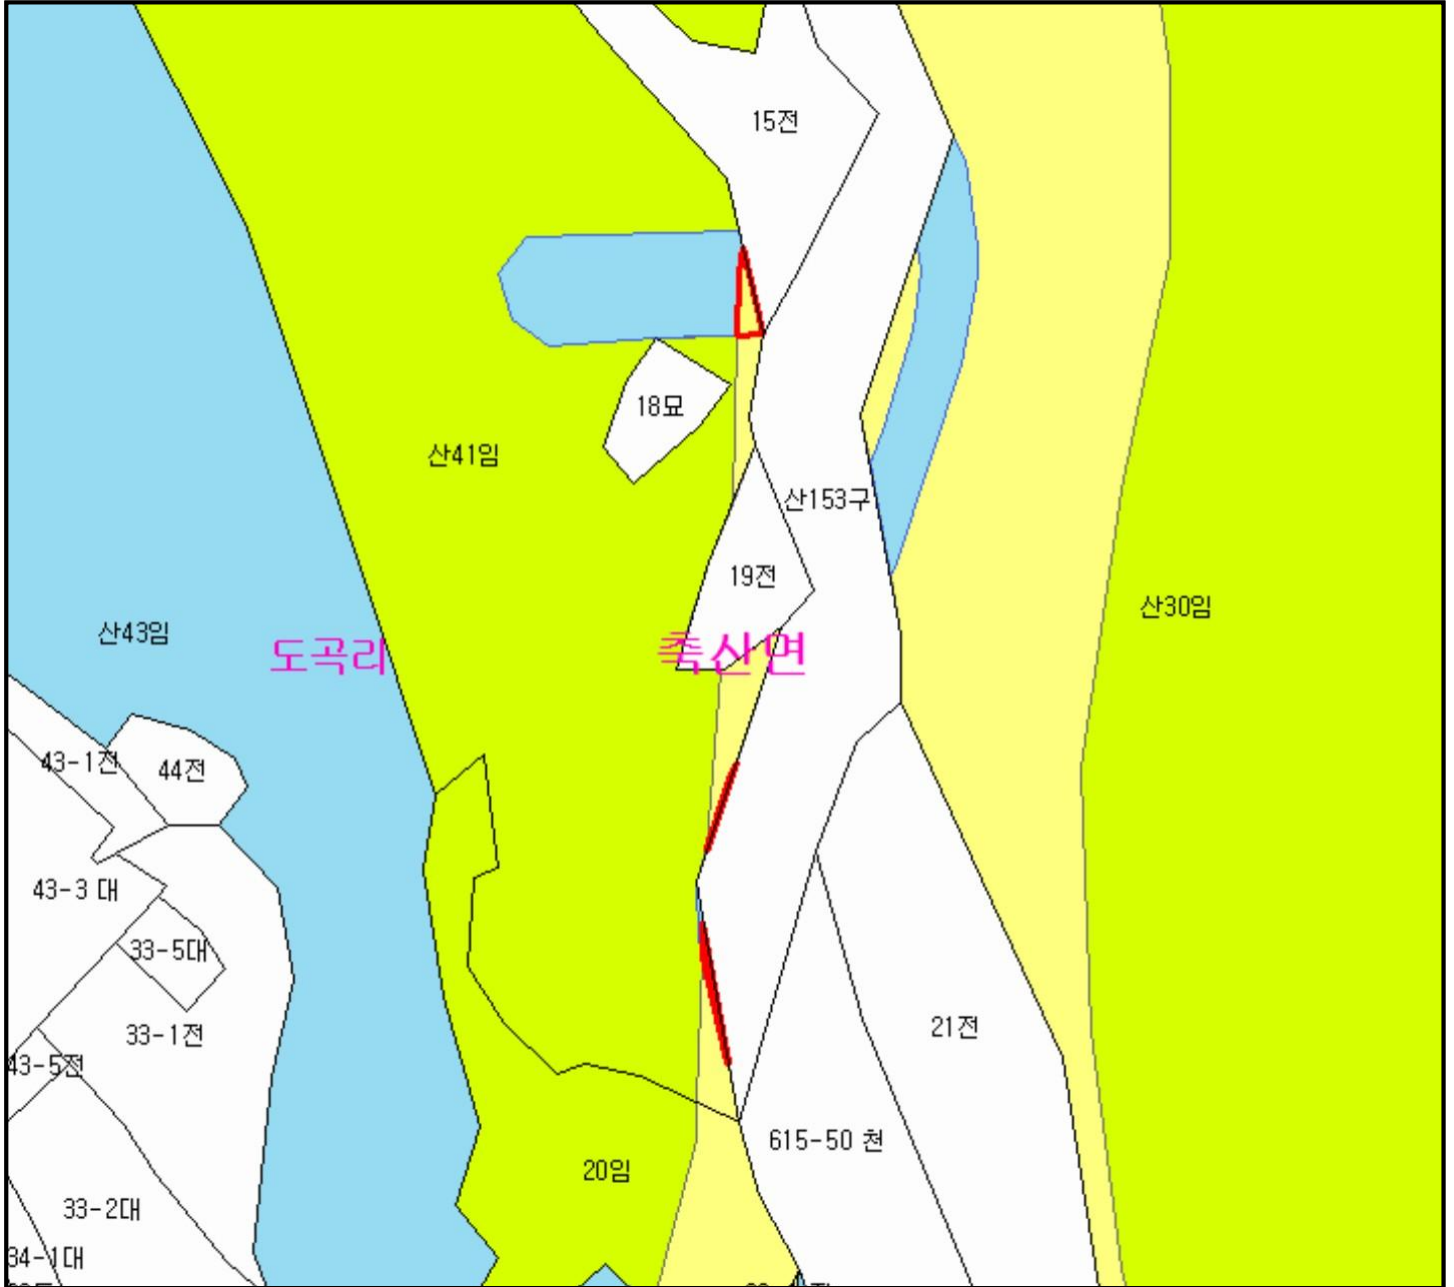 15전
18묘
산41임
산153구
19전
산30임
산43임
도곡리
축산면
43-1전
44전
43-3 대
33-5대
33-1전
21전
43-5전
615-50 천
20임
33-2대
34-1대